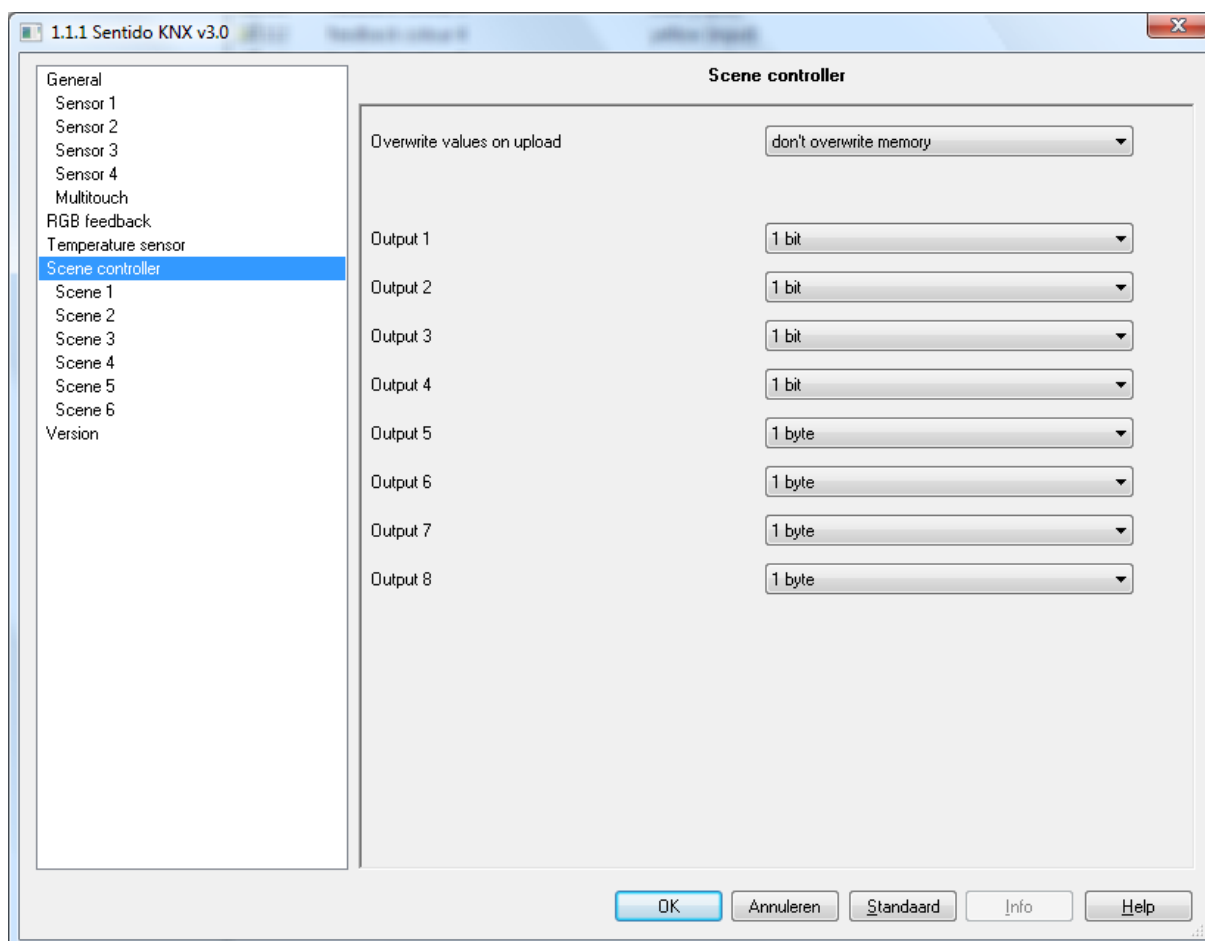 1.1.1 Sentido KNX v3.0
General
Sensor 1
Sensor 2
Sensor 3
Sensor 4
Multitouch
RGB feedback
Temperature sensor
Scene controller
Scene 1
Scene 2
Scene 3
Scene 4
Scene 5
Scene 6
Version
Scene controller
Overwrite values on upload don't overwrite memory
Output 1 1 bit
Output 2 1 bit
Output 3 1 bit
Output 4 1 bit
Output 5 1 byte
Output 6 1 byte
Output 7 1 byte
Output 8 1 byte
OK Annuleren Standaard Info Help